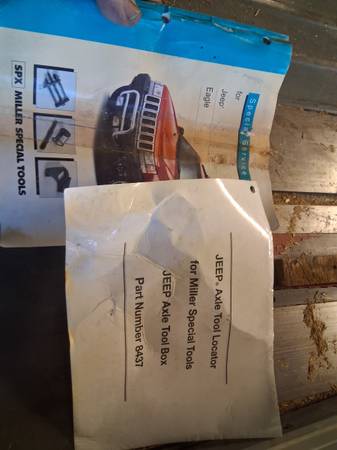 Special Service
for
Jeep®
Eagle
SPX MILLER SPECIAL TOOLS
JEEP® Axle Tool Locator
for Miller Special Tools
JEEP Axle Tool Box
Part Number 8437